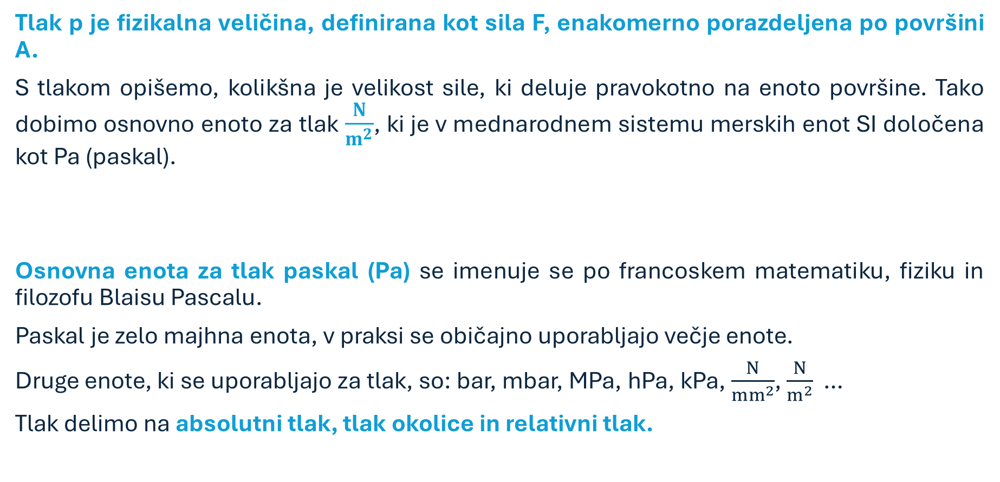 Tlak p je fizikalna veličina, definirana kot sila F, enakomerno porazdeljena po površini
A.
S tlakom opišemo, kolikšna je velikost sile, ki deluje pravokotno na enoto površine. Tako
dobimo osnovno enoto za tlak N/m², ki je v mednarodnem sistemu merskih enot SI določena
kot Pa (paskal).
Osnovna enota za tlak paskal (Pa) se imenuje se po francoskem matematiku, fiziku in
filozofu Blaisu Pascalu.
Paskal je zelo majhna enota, v praksi se običajno uporabljajo večje enote.
Druge enote, ki se uporabljajo za tlak, so: bar, mbar, MPa, hPa, kPa, N/mm², N/m² ...
Tlak delimo na absolutni tlak, tlak okolice in relativni tlak.